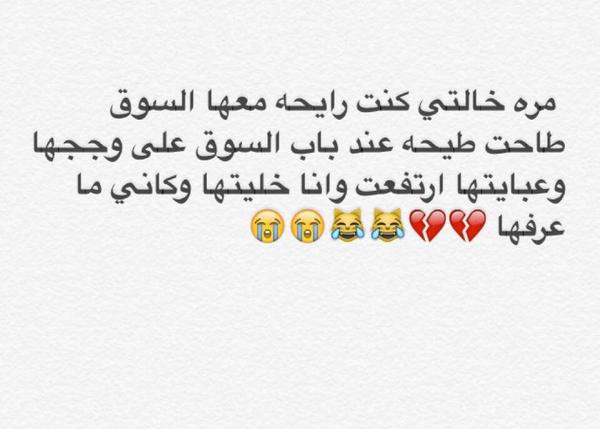 مره خالتي كنت رايحه معها السوق
طاحت طيحه عند باب السوق على وججها
وعبايتها ارتفعت وانا خليتها وكاني ما
عرفها 💔💔😹😹😭😭